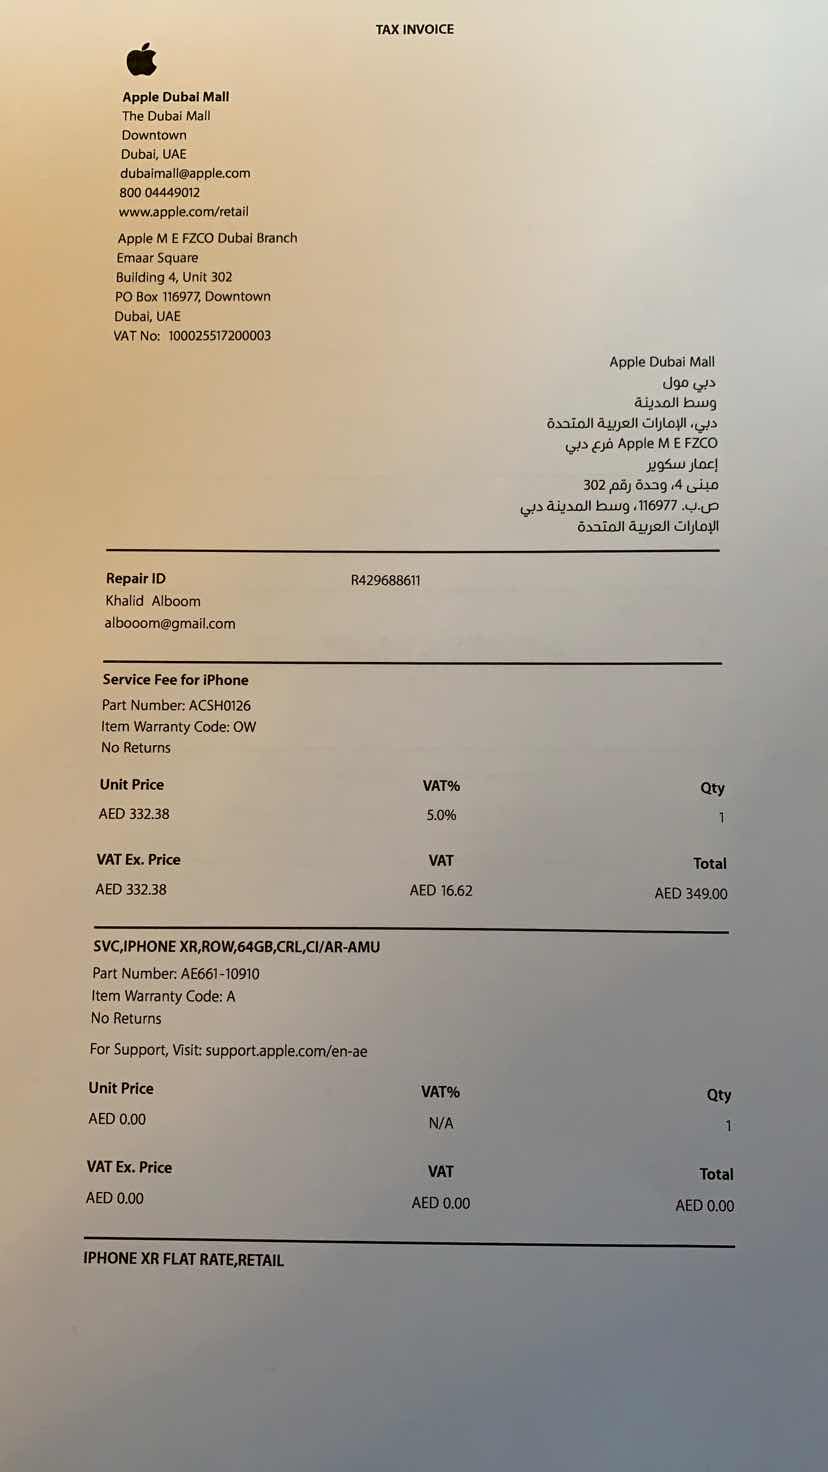 TAX INVOICE
Apple Dubai Mall
The Dubai Mall
Downtown
Dubai, UAE
dubaimall@apple.com
800 04449012
www.apple.com/retail
Apple M E FZCO Dubai Branch
Emaar Square
Building 4, Unit 302
PO Box 116977, Downtown
Dubai, UAE
VAT No: 100025517200003
Apple Dubai Mall
دبي مول
وسط المدينة
دبي، الإمارات العربية المتحدة
Apple M E FZCO فرع دبي
إعمار سكوير
مبنى 4، وحدة رقم 302
ص.ب. 116977، وسط المدينة دبي
الإمارات العربية المتحدة
Repair ID R429688611
Khalid Alboom
albooom@gmail.com
Service Fee for iPhone
Part Number: ACSH0126
Item Warranty Code: OW
No Returns
Unit Price VAT% Qty
AED 332.38 5.0% 1
VAT Ex. Price VAT Total
AED 332.38 AED 16.62 AED 349.00
SVC,IPHONE XR,ROW,64GB,CRL,CI/AR-AMU
Part Number: AE661-10910
Item Warranty Code: A
No Returns
For Support, Visit: support.apple.com/en-ae
Unit Price VAT% Qty
AED 0.00 N/A 1
VAT Ex. Price VAT Total
AED 0.00 AED 0.00 AED 0.00
IPHONE XR FLAT RATE,RETAIL